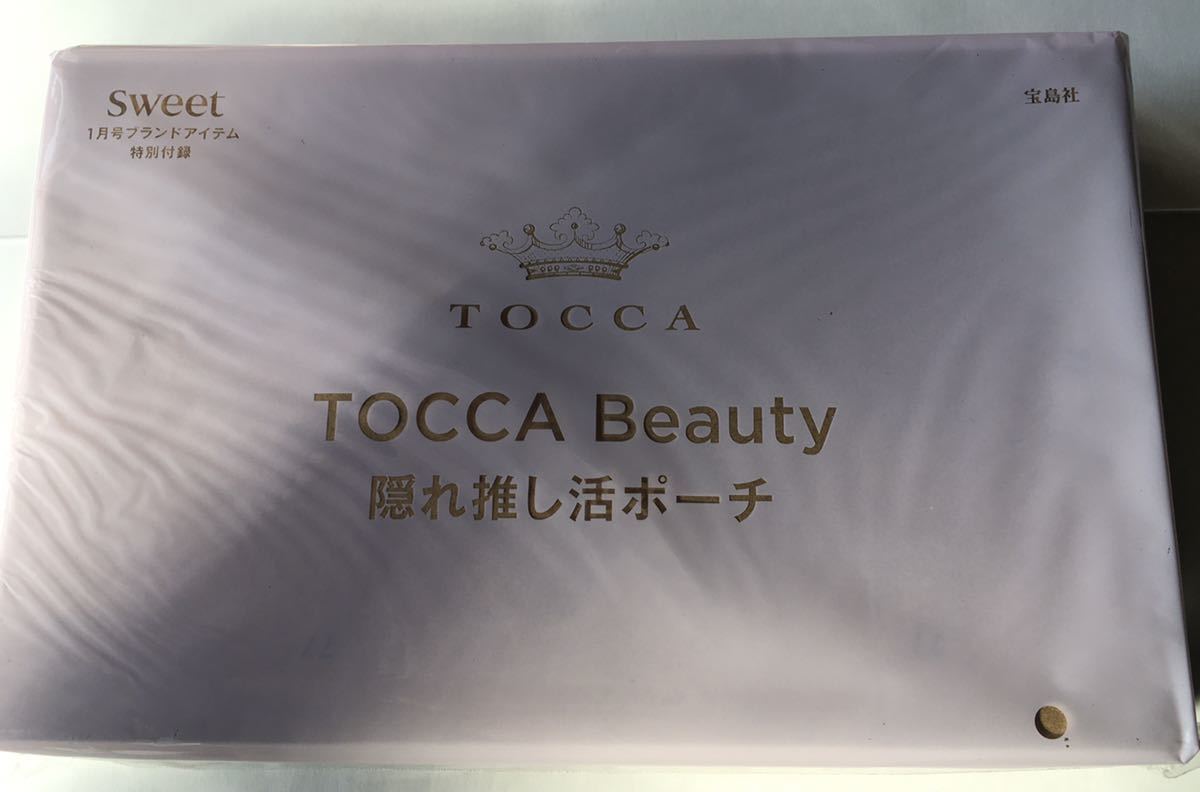 sweet
1月号ブランドアイテム
特別付録
宝島社
TOCCA
TOCCA Beauty
隠れ推し活ポーチ